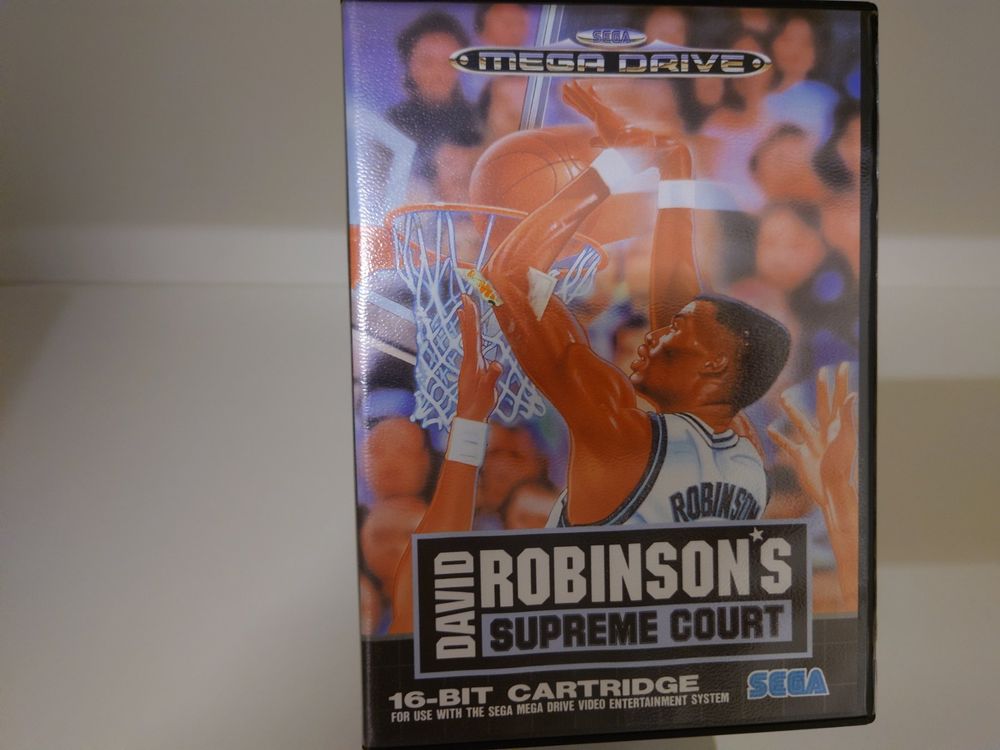 SEGA
MEGA DRIVE
ROBINSON
DAVID
ROBINSON'S
SUPREME COURT
16-BIT CARTRIDGE
SEGA
FOR USE WITH THE SEGA MEGA DRIVE VIDEO ENTERTAINMENT SYSTEM